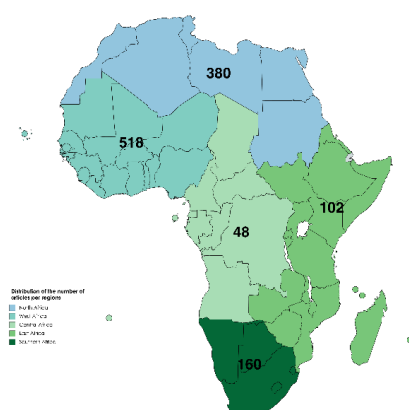 380
518
102
48
160
Distribution of the number of
articles per regions
North Africa
West Africa
Central Africa
East Africa
Southern Africa